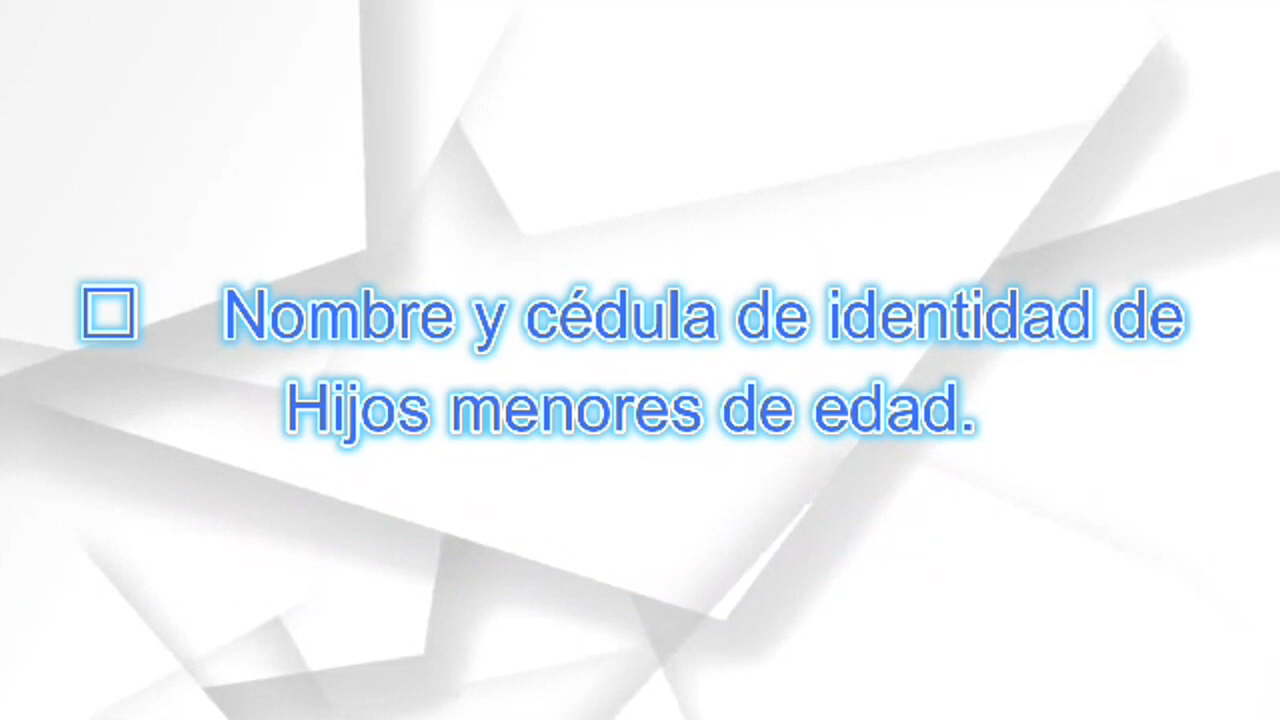 ☐ Nombre y cédula de identidad de
Hijos menores de edad.